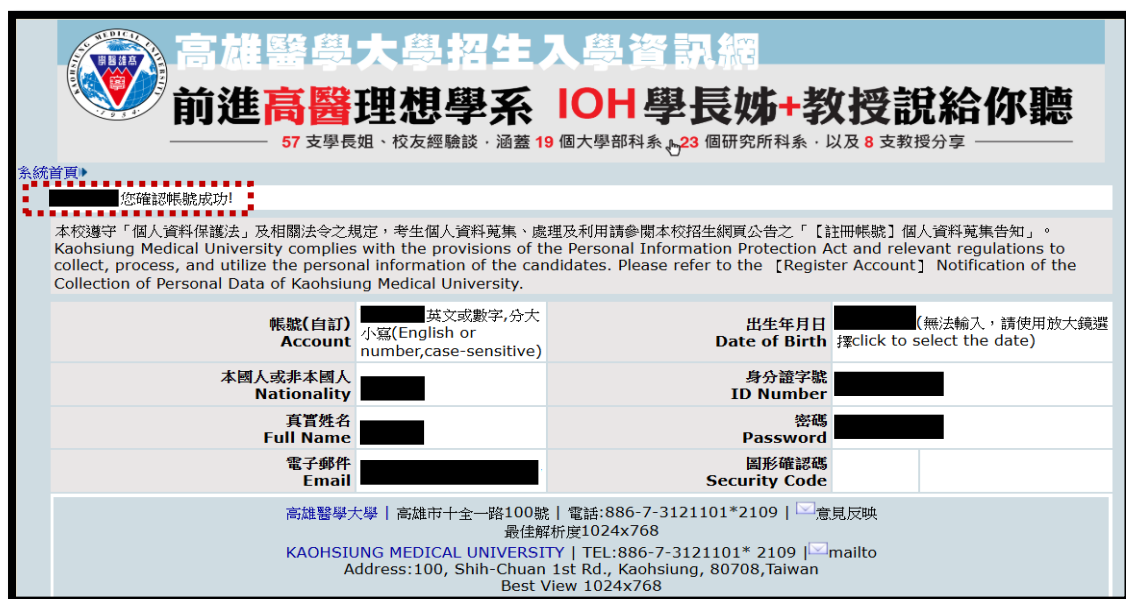 高雄醫學大學招生入學資訊網
前進高醫理想學系 IOH 學長姊+教授說給你聽
57 支學長姐、校友經驗談 · 涵蓋 19 個大學部科系、23 個研究所科系 · 以及 8 支教授分享
系統首頁
您確認帳號成功!
本校遵守「個人資料保護法」及相關法令之規定，考生個人資料蒐集、處理及利用請參閱本校招生網頁公告之「【註冊帳號】個人資料蒐集告知」。
Kaohsiung Medical University complies with the provisions of the Personal Information Protection Act and relevant regulations to
collect, process, and utilize the personal information of the candidates. Please refer to the 【Register Account】 Notification of the
Collection of Personal Data of Kaohsiung Medical University.
帳號(自訂)
Account
英文或數字,分大
小寫(English or
number,case-sensitive)
出生年月日
Date of Birth
(無法輸入，請使用放大鏡選
擇click to select the date)
本國人或非本國人
Nationality
身分證字號
ID Number
真實姓名
Full Name
密碼
Password
電子郵件
Email
圖形確認碼
Security Code
高雄醫學大學 | 高雄市十全一路100號 | 電話:886-7-3121101*2109 | 意見反映
最佳解析度1024x768
KAOHSIUNG MEDICAL UNIVERSITY | TEL:886-7-3121101* 2109 | mailto
Address:100, Shih-Chuan 1st Rd., Kaohsiung, 80708,Taiwan
Best View 1024x768